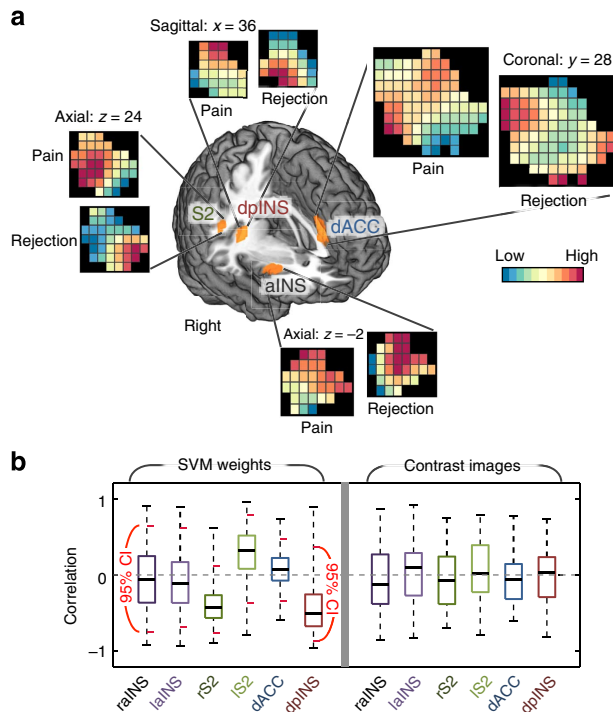 a
Sagittal: x = 36
Pain
Rejection
Coronal: y = 28
Pain
Rejection
Axial: z = 24
Pain
Rejection
S2
dpINS
dACC
aINS
Right
Low High
Axial: z = –2
Pain
Rejection
b
SVM weights
Contrast images
Correlation
1
0
–1
95% CI
95% CI
raINS
laINS
rS2
lS2
dACC
dpINS
raINS
laINS
rS2
lS2
dACC
dpINS